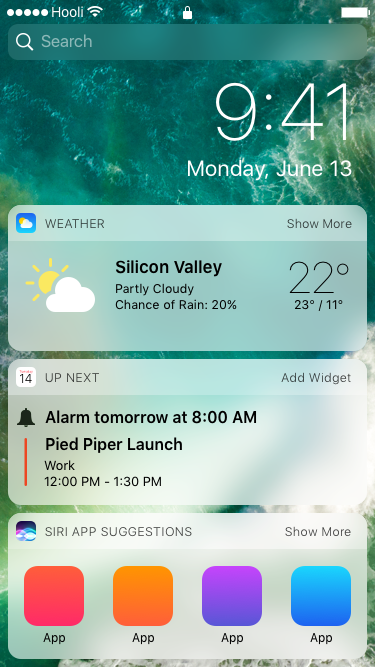 Hooli
Search
9:41
Monday, June 13
WEATHER
Show More
Silicon Valley
Partly Cloudy
Chance of Rain: 20%
22°
23° / 11°
14
UP NEXT
Add Widget
Alarm tomorrow at 8:00 AM
Pied Piper Launch
Work
12:00 PM - 1:30 PM
SIRI APP SUGGESTIONS
Show More
App
App
App
App